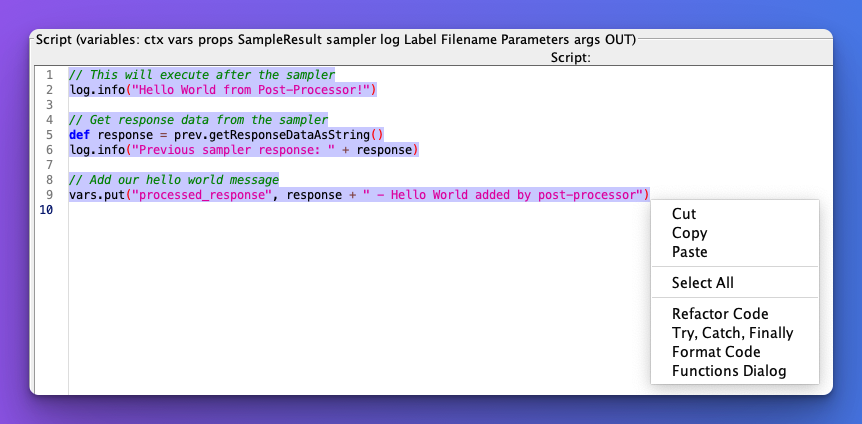 Script (variables: ctx vars props SampleResult sampler log Label Filename Parameters args OUT)
Script:
1 // This will execute after the sampler
2 log.info("Hello World from Post-Processor!")
3
4 // Get response data from the sampler
5 def response = prev.getResponseDataAsString()
6 log.info("Previous sampler response: " + response)
7
8 // Add our hello world message
9 vars.put("processed_response", response + " - Hello World added by post-processor")
10
Cut
Copy
Paste
Select All
Refactor Code
Try, Catch, Finally
Format Code
Functions Dialog